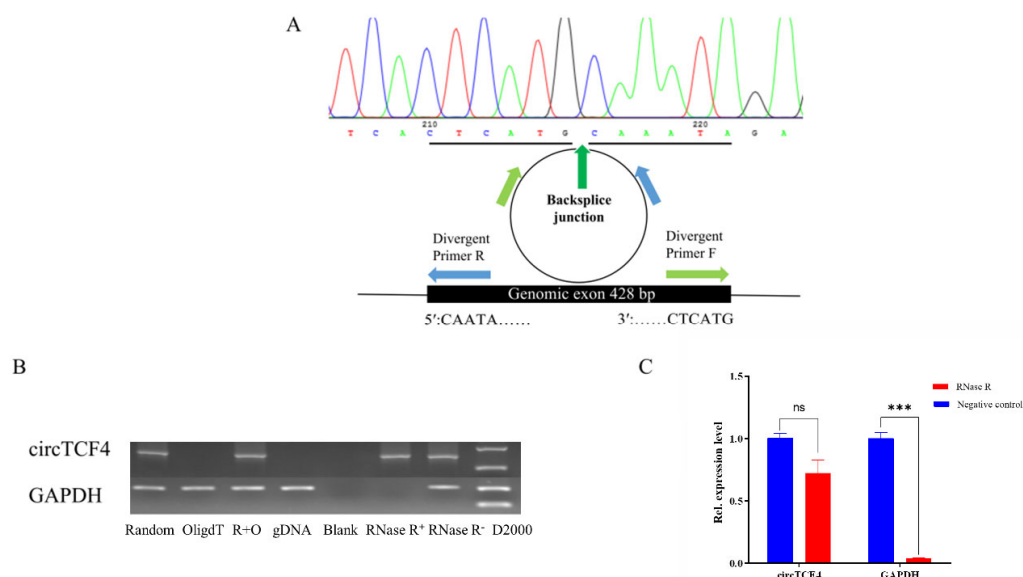 A
210
220
T C A C T C A T G C A A A T A G A
Backsplice
junction
Divergent
Primer R
Divergent
Primer F
Genomic exon 428 bp
5':CAATA......
3':......CTCATG
B
circTCF4
GAPDH
Random OligdT R+O gDNA Blank RNase R+ RNase R- D2000
C
Rel. expression level
1.5
1.0
0.5
0.0
ns
***
RNase R
Negative control
circTCF4
GAPDH